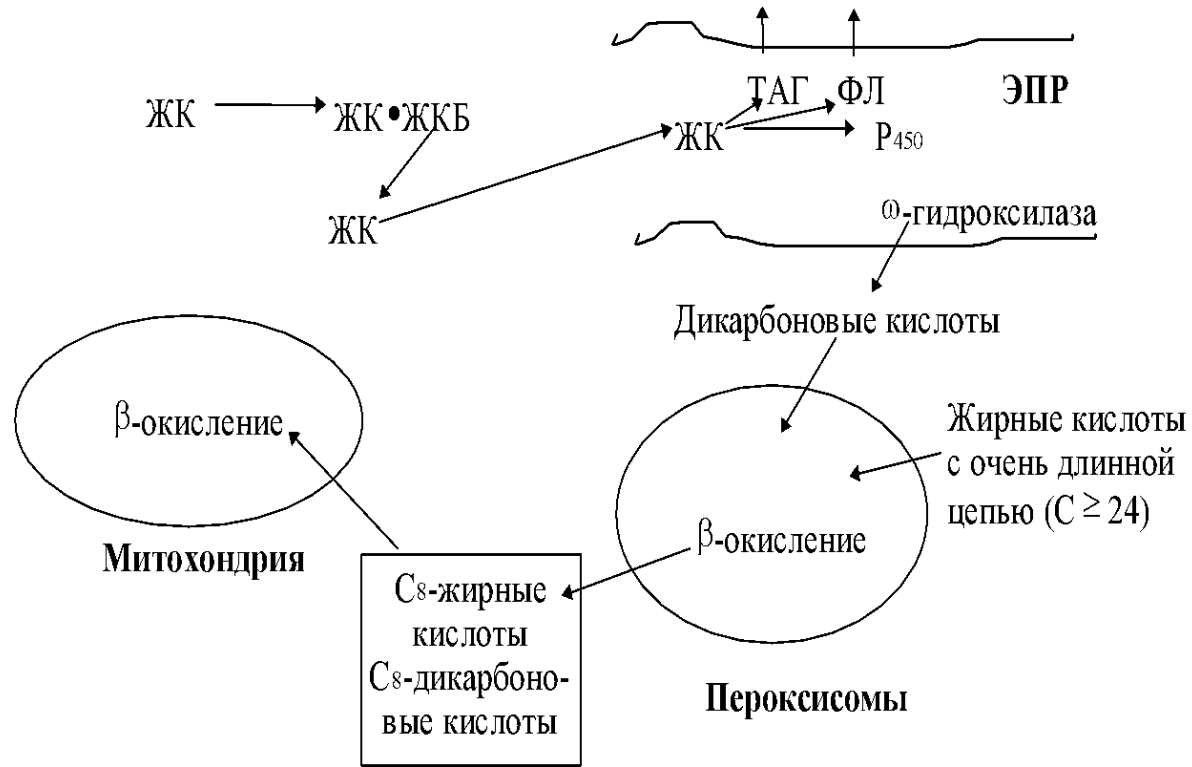 ТАГ ФЛ ЭПР
ЖК ЖК•ЖКБ ЖК P450
ЖК
ω-гидроксилаза
Дикарбоновые кислоты
β-окисление
Митохондрия
Жирные кислоты
с очень длинной
цепью (C ≥ 24)
β-окисление
C8-жирные
кислоты
C8-дикарбоно-
вые кислоты
Пероксисомы